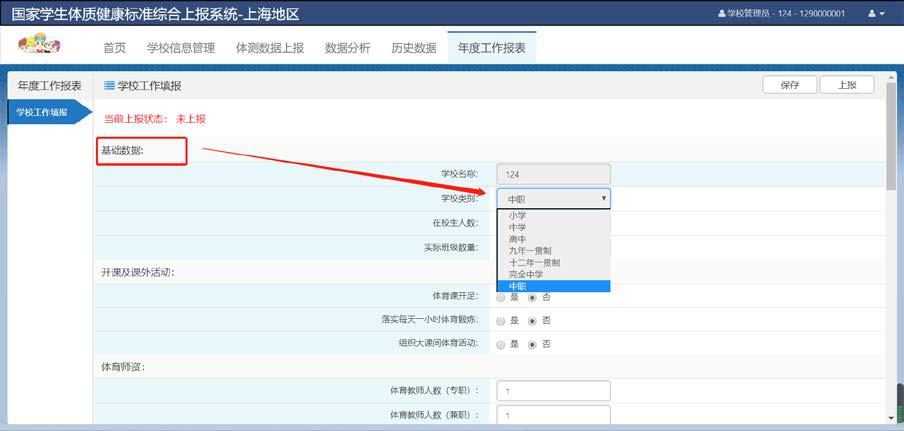 国家学生体质健康标准综合上报系统-上海地区
学校管理员 - 124 - 1290000001
首页 学校信息管理 体测数据上报 数据分析 历史数据 年度工作报表
年度工作报表
学校工作填报
学校工作填报
保存 上报
当前上报状态: 未上报
基础数据:
学校名称: 124
学校类别: 中职
小学
中学
高中
九年一贯制
十二年一贯制
完全中学
中职
在校生人数:
实际班级数量:
开课及课外活动:
体育课开足: 是 否
落实每天一小时体育锻炼: 是 否
组织大课间体育活动: 是 否
体育师资:
体育教师人数（专职）: 1
体育教师人数（兼职）: 1